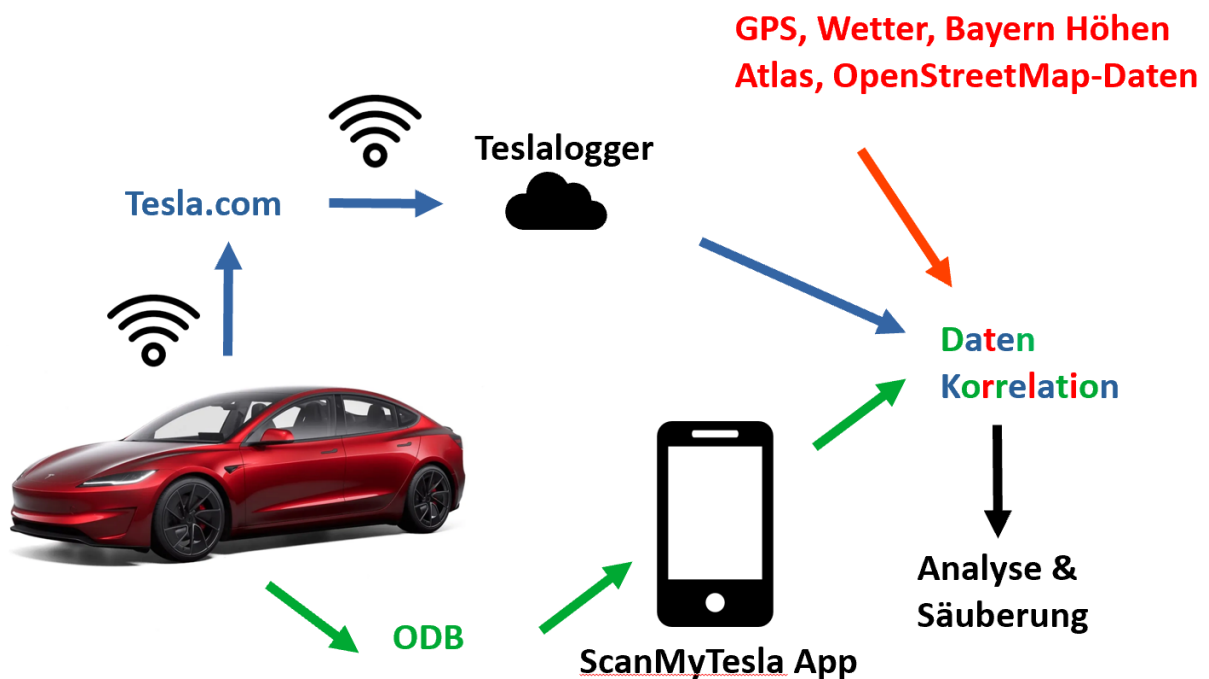 GPS, Wetter, Bayern Höhen
Atlas, OpenStreetMap-Daten
Teslalogger
Tesla.com
Daten
Korrelation
Analyse &
Säuberung
ODB
ScanMyTesla App